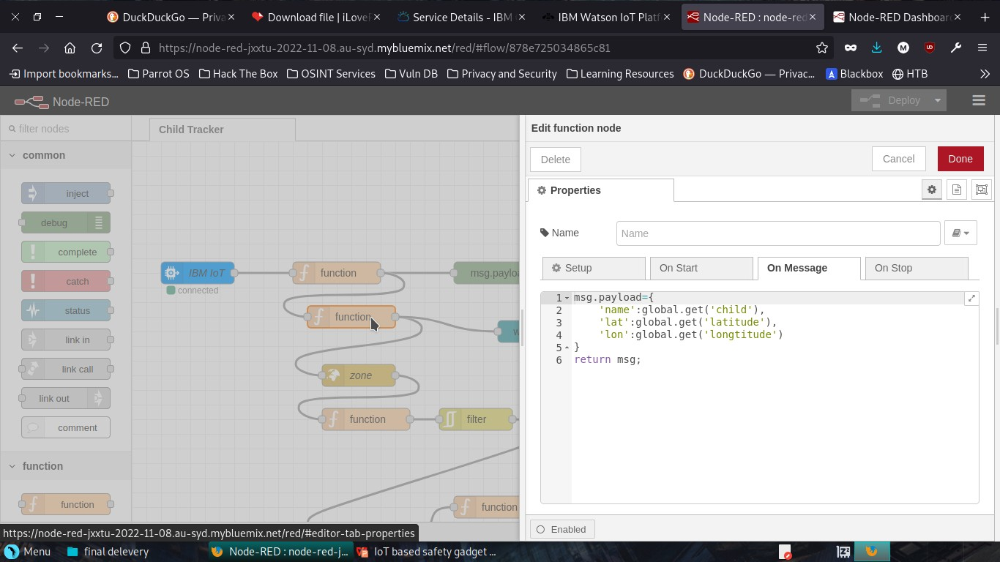 DuckDuckGo — Priva
Download file | iLoveP
Service Details - IBM
IBM Watson IoT Platf
Node-RED : node-red
Node-RED Dashboar
https://node-red-jxxtu-2022-11-08.au-syd.mybluemix.net/red/#flow/878e725034865c81
Import bookmarks...
Parrot OS
Hack The Box
OSINT Services
Vuln DB
Privacy and Security
Learning Resources
DuckDuckGo — Privac...
Blackbox
HTB
Node-RED
Deploy
filter nodes
Child Tracker
common
inject
debug
complete
catch
status
link in
link call
link out
comment
function
function
IBM IoT
connected
function
msg.payloa
function
w
zone
function
filter
function
Edit function node
Delete
Cancel
Done
Properties
Name
Name
Setup
On Start
On Message
On Stop
1 msg.payload={
2 'name':global.get('child'),
3 'lat':global.get('latitude'),
4 'lon':global.get('longtitude')
5 }
6 return msg;
Enabled
https://node-red-jxxtu-2022-11-08.au-syd.mybluemix.net/red/#editor-tab-properties
Menu
final delevery
Node-RED : node-red-j...
IoT based safety gadget ...